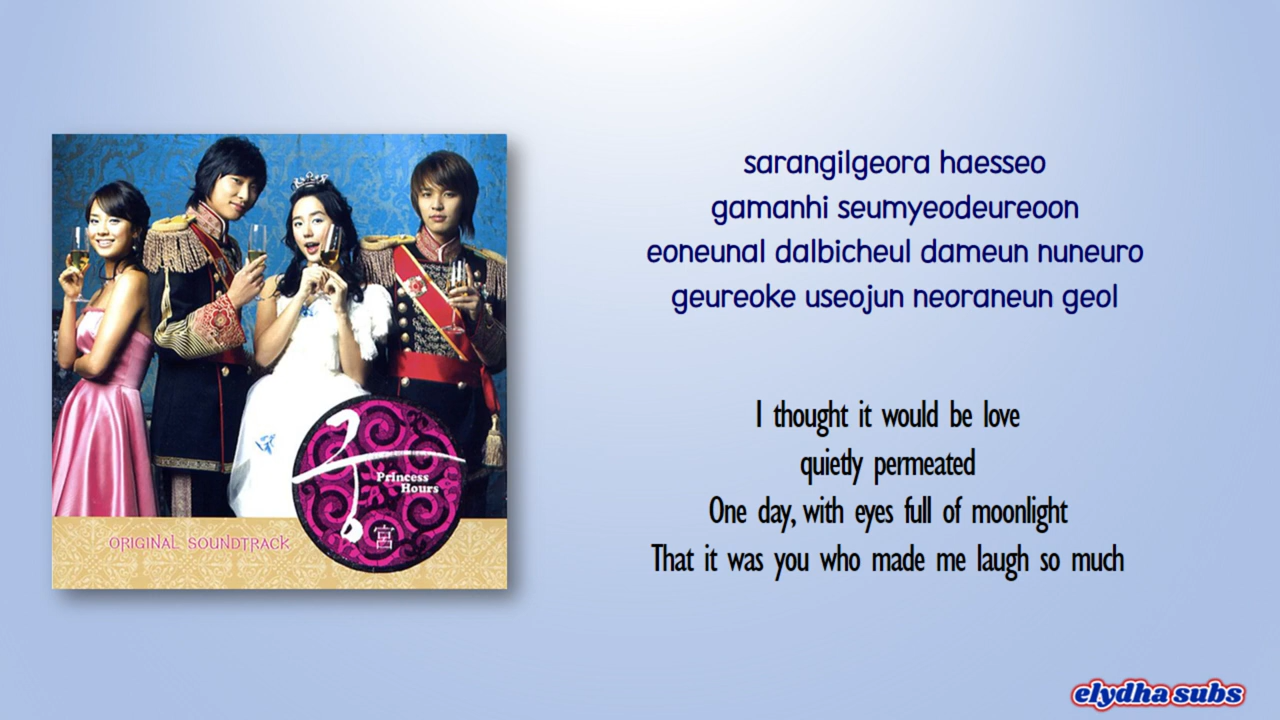 sarangilgeora haesseo
gamanhi seumyeodeureoon
eoneunal dalbicheul dameun nuneuro
geureoke useojun neoraneun geol
I thought it would be love
quietly permeated
One day, with eyes full of moonlight
That it was you who made me laugh so much
궁
Princess
Hours
宮
ORIGINAL SOUNDTRACK
elydha subs